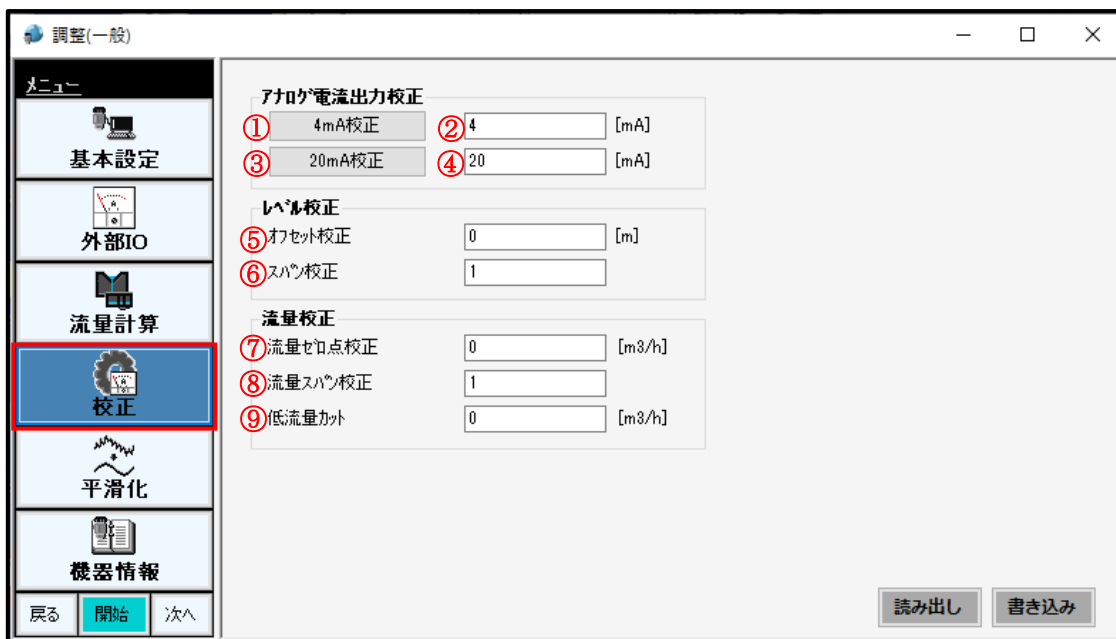 調整(一般)
メニュー
基本設定
外部IO
流量計算
校正
平滑化
機器情報
戻る 開始 次へ
ｱﾅﾛｸﾞ電流出力校正
① 4mA校正 ② 4 [mA]
③ 20mA校正 ④ 20 [mA]
ﾚﾍﾞﾙ校正
⑤ｵﾌｾｯﾄ校正 0 [m]
⑥ｽﾊﾟﾝ校正 1
流量校正
⑦流量ｾﾞﾛ点校正 0 [m3/h]
⑧流量ｽﾊﾟﾝ校正 1
⑨低流量ｶｯﾄ 0 [m3/h]
読み出し 書き込み